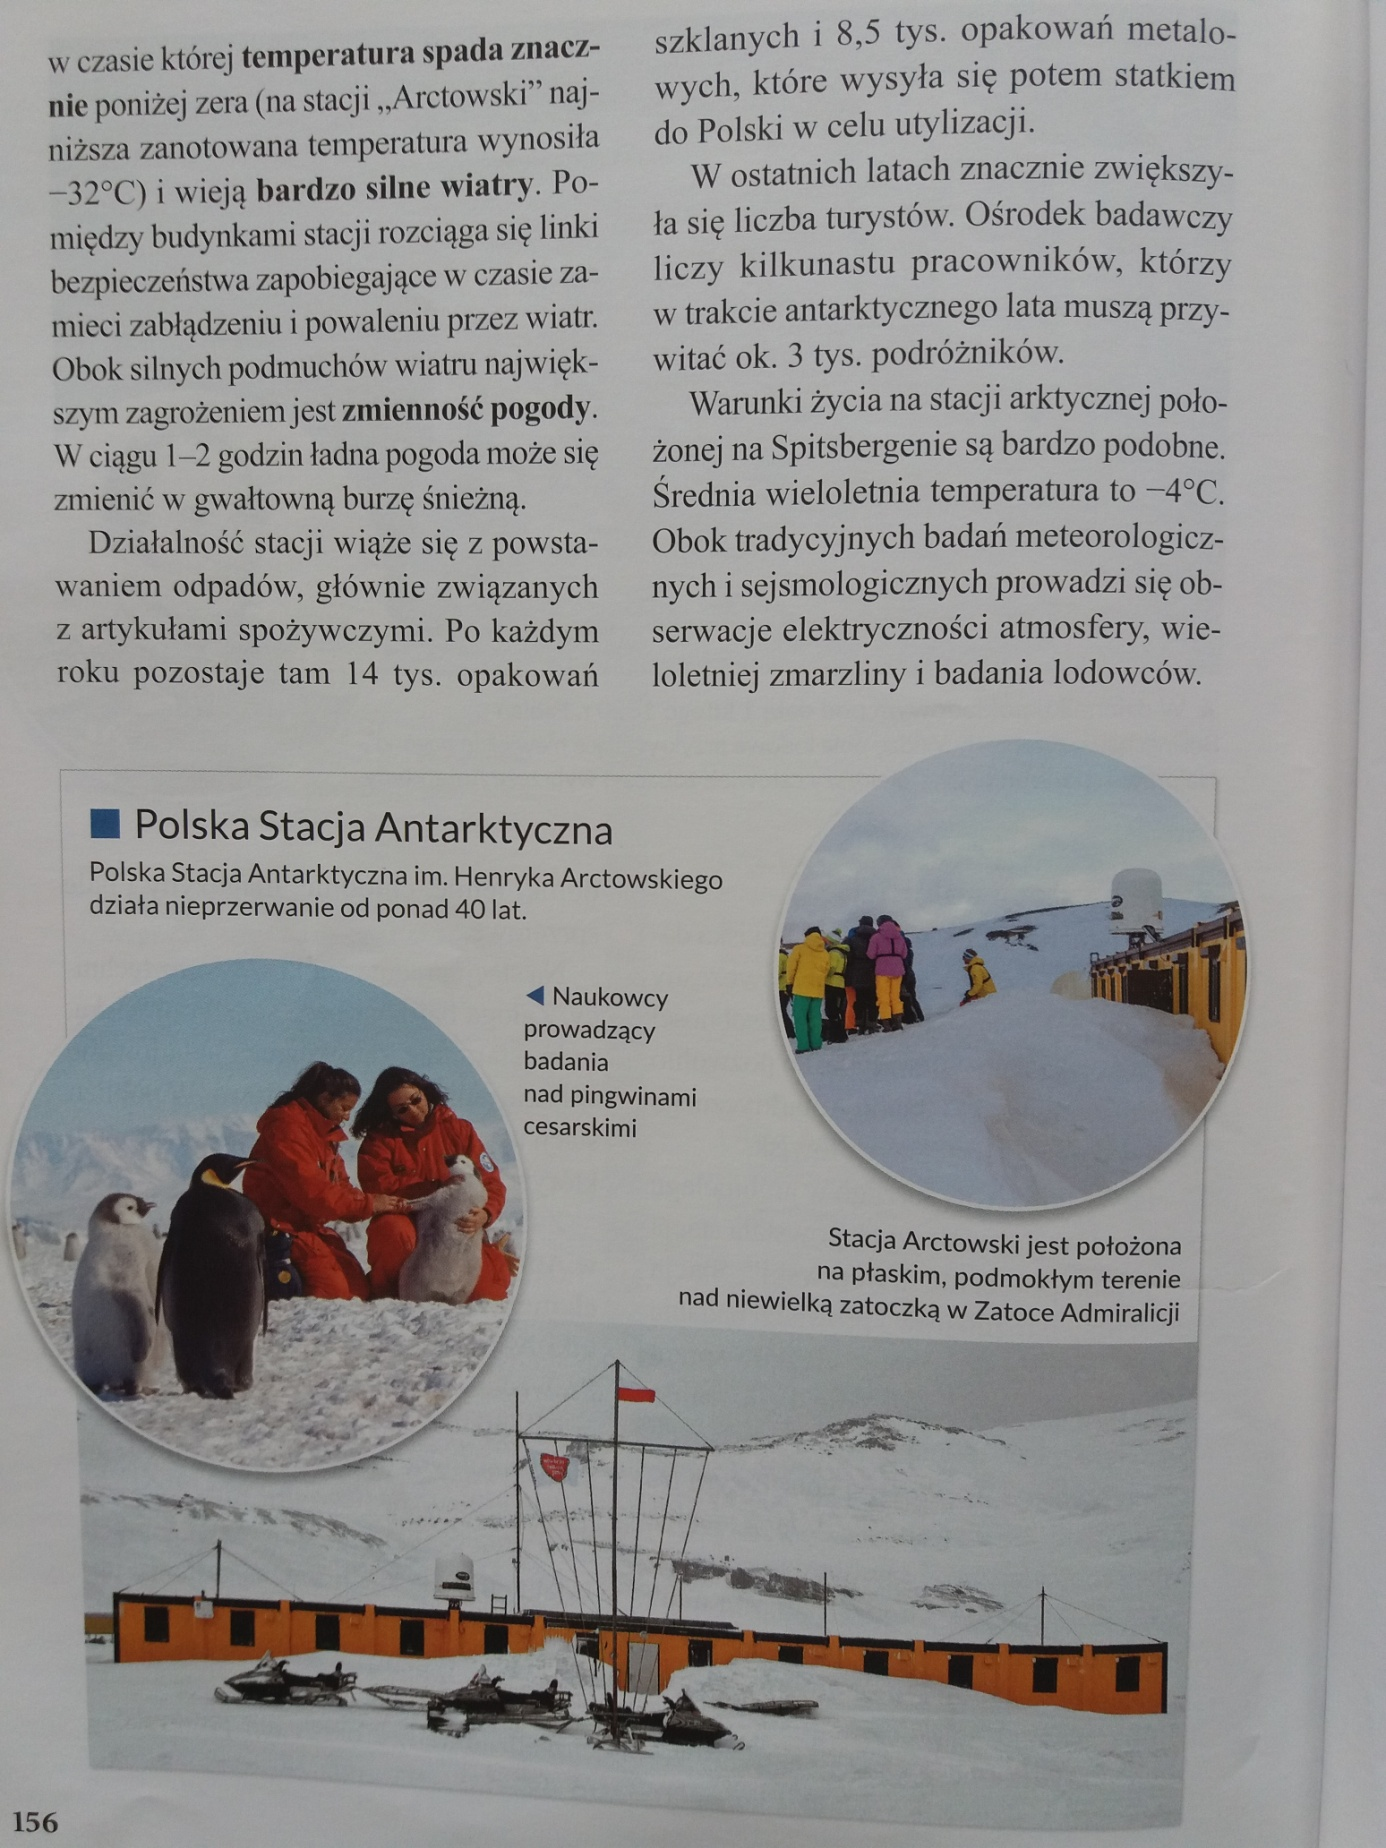 w czasie której temperatura spada znacz-
nie poniżej zera (na stacji „Arctowski” naj-
niższa zanotowana temperatura wynosiła
−32°C) i wieją bardzo silne wiatry. Po-
między budynkami stacji rozciąga się linki
bezpieczeństwa zapobiegające w czasie za-
mieci zabłądzeniu i powaleniu przez wiatr.
Obok silnych podmuchów wiatru najwięk-
szym zagrożeniem jest zmienność pogody.
W ciągu 1–2 godzin ładna pogoda może się
zmienić w gwałtowną burzę śnieżną.
Działalność stacji wiąże się z powsta-
waniem odpadów, głównie związanych
z artykułami spożywczymi. Po każdym
roku pozostaje tam 14 tys. opakowań
szklanych i 8,5 tys. opakowań metalo-
wych, które wysyła się potem statkiem
do Polski w celu utylizacji.
W ostatnich latach znacznie zwiększy-
ła się liczba turystów. Ośrodek badawczy
liczy kilkunastu pracowników, którzy
w trakcie antarktycznego lata muszą przy-
witać ok. 3 tys. podróżników.
Warunki życia na stacji arktycznej poło-
żonej na Spitsbergenie są bardzo podobne.
Średnia wieloletnia temperatura to −4°C.
Obok tradycyjnych badań meteorologicz-
nych i sejsmologicznych prowadzi się ob-
serwacje elektryczności atmosfery, wie-
loletniej zmarzliny i badania lodowców.
Polska Stacja Antarktyczna
Polska Stacja Antarktyczna im. Henryka Arctowskiego
działa nieprzerwanie od ponad 40 lat.
Naukowcy
prowadzący
badania
nad pingwinami
cesarskimi
Stacja Arctowski jest położona
na płaskim, podmokłym terenie
nad niewielką zatoczką w Zatoce Admiralicji
156